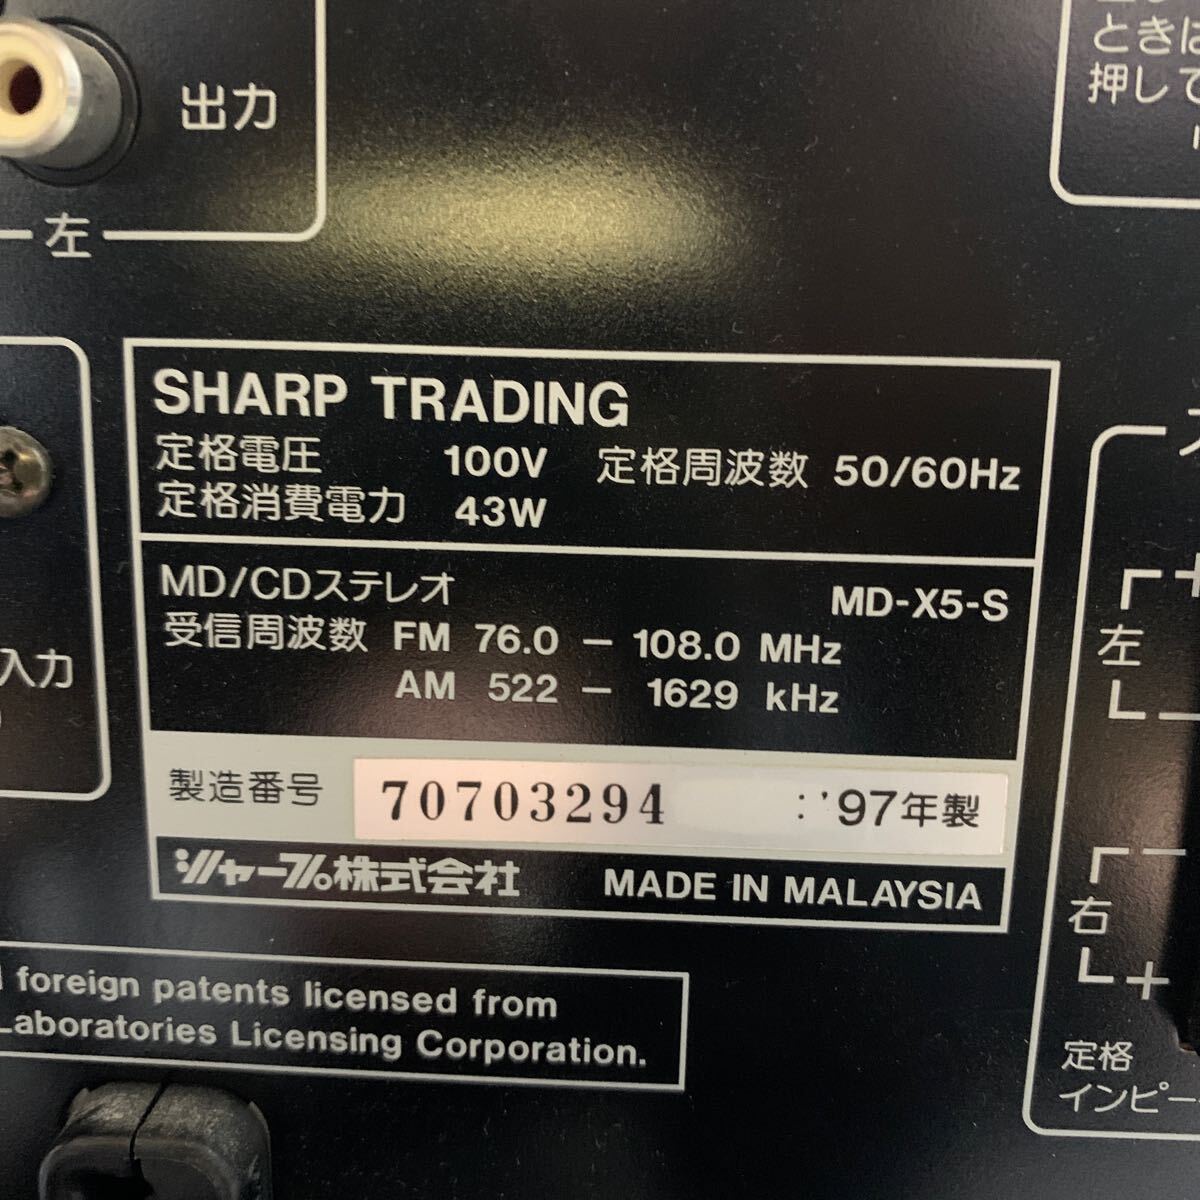 出力
左
ときは
押して
SHARP TRADING
定格電圧 100V 定格周波数 50/60Hz
定格消費電力 43W
MD/CDステレオ MD-X5-S
受信周波数 FM 76.0 － 108.0 MHz
AM 522 － 1629 kHz
製造番号 70703294 :'97年製
シャープ株式会社 MADE IN MALAYSIA
入力
左
右
+
定格
インピー
foreign patents licensed from
Laboratories Licensing Corporation.